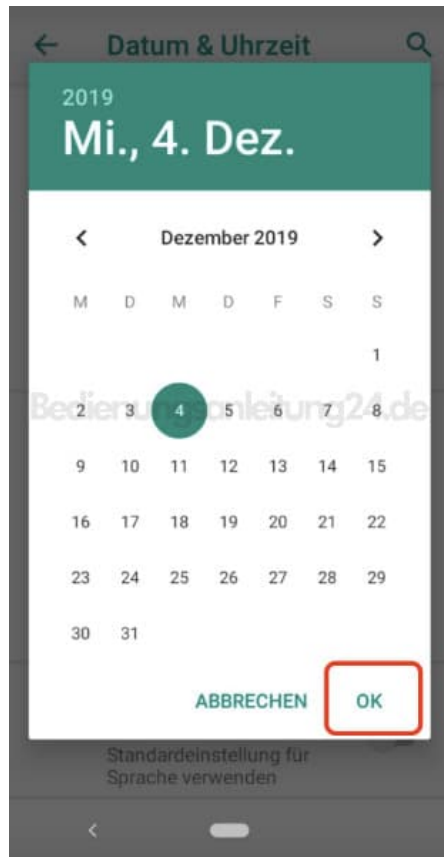 Datum & Uhrzeit
2019
Mi., 4. Dez.
Dezember 2019
M D M D F S S
1
2 3 4 5 6 7 8
9 10 11 12 13 14 15
16 17 18 19 20 21 22
23 24 25 26 27 28 29
30 31
Bedienungsanleitung24.de
ABBRECHEN OK
Standardeinstellung für
Sprache verwenden